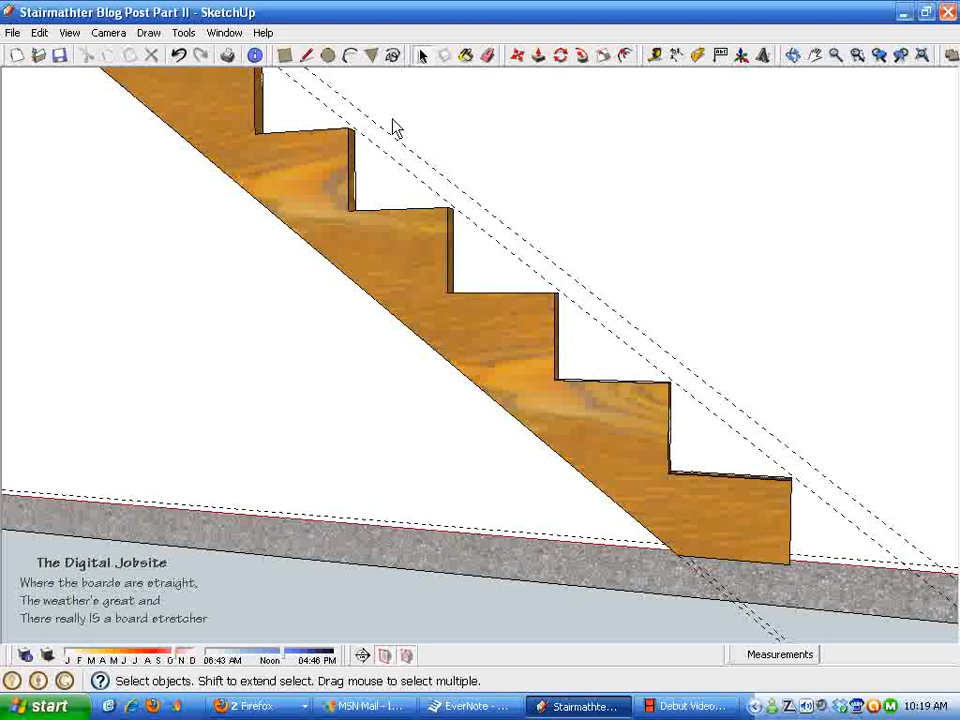 Stairmathter Blog Post Part II - SketchUp
File Edit View Camera Draw Tools Window Help
The Digital Jobsite
Where the boards are straight,
The weather's great and
There really IS a board stretcher
J F M A M J J A S O N D 06:43 AM Noon 04:46 PM Measurements
Select objects. Shift to extend select. Drag mouse to select multiple.
start 2 Firefox MSN Mail - I... EverNote - ... Stairmathte... Debut Video... 10:19 AM